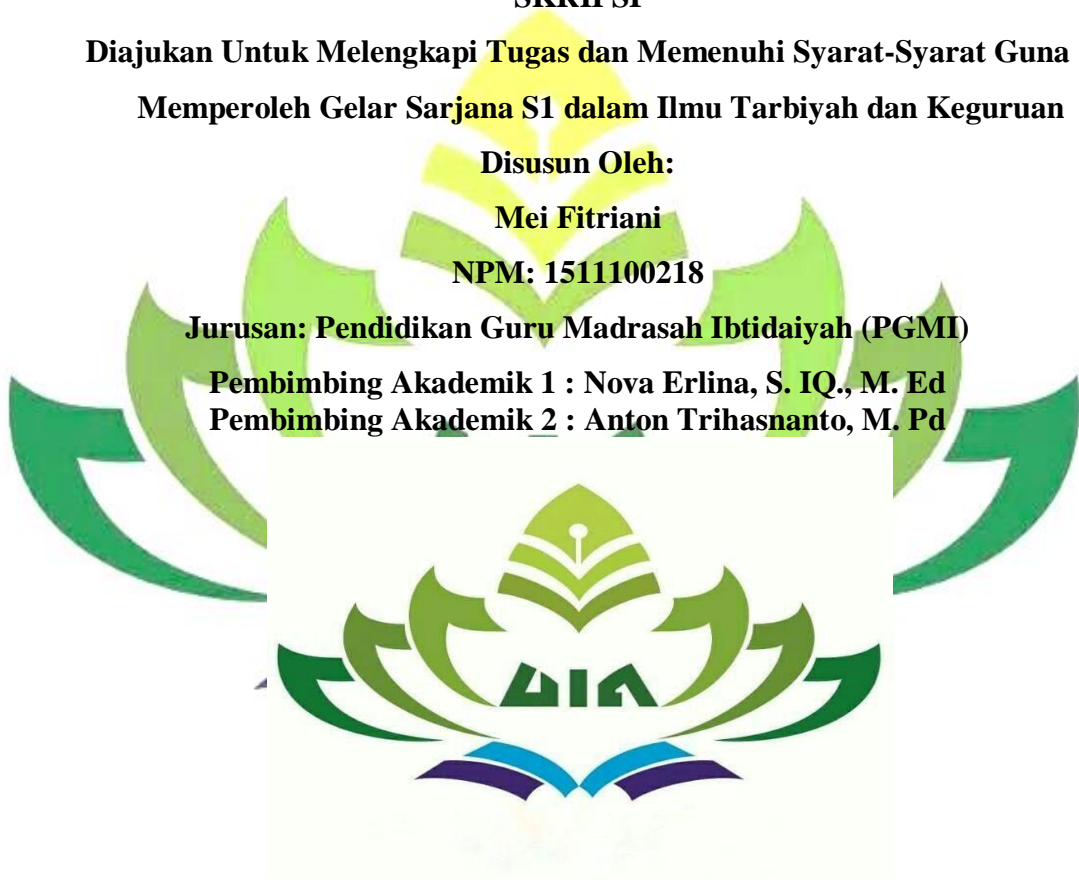 SKRIPSI
Diajukan Untuk Melengkapi Tugas dan Memenuhi Syarat-Syarat Guna
Memperoleh Gelar Sarjana S1 dalam Ilmu Tarbiyah dan Keguruan
Disusun Oleh:
Mei Fitriani
NPM: 1511100218
Jurusan: Pendidikan Guru Madrasah Ibtidaiyah (PGMI)
Pembimbing Akademik 1 : Nova Erlina, S. IQ., M. Ed
Pembimbing Akademik 2 : Anton Trihasnanto, M. Pd
UIN